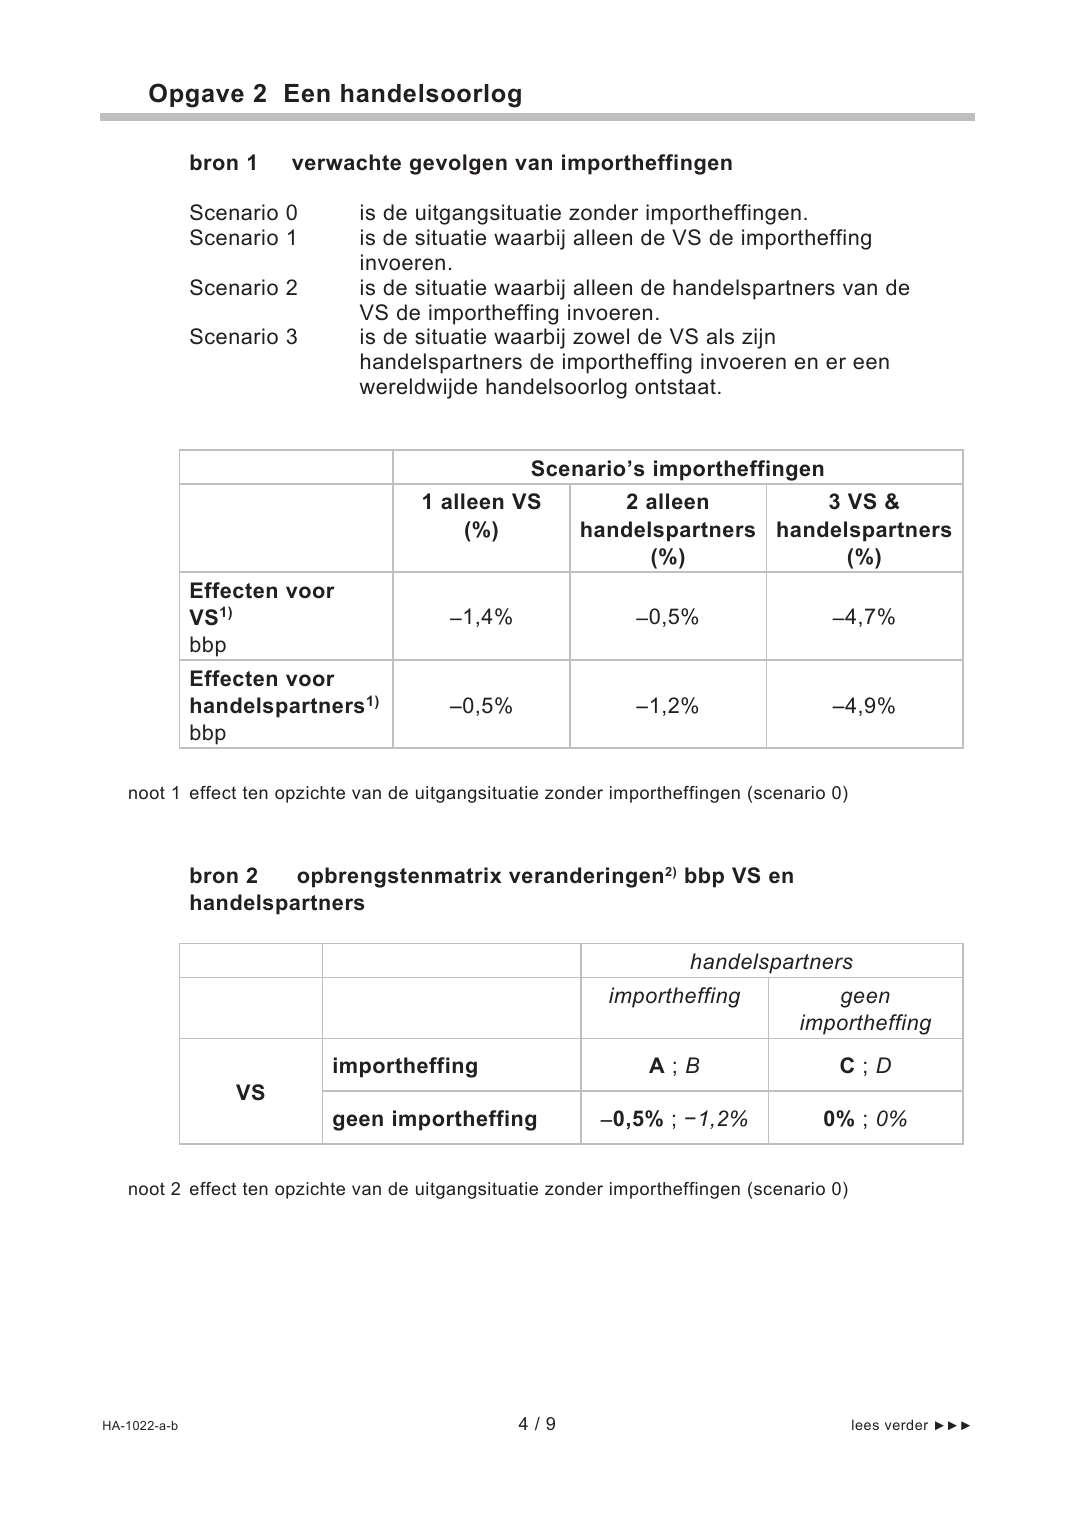 Opgave 2 Een handelsoorlog
bron 1 verwachte gevolgen van importheffingen
Scenario 0 is de uitgangsituatie zonder importheffingen.
Scenario 1 is de situatie waarbij alleen de VS de importheffing
invoeren.
Scenario 2 is de situatie waarbij alleen de handelspartners van de
VS de importheffing invoeren.
Scenario 3 is de situatie waarbij zowel de VS als zijn
handelspartners de importheffing invoeren en er een
wereldwijde handelsoorlog ontstaat.
Scenario’s importheffingen
1 alleen VS 2 alleen 3 VS &
(%) handelspartners handelspartners
(%) (%)
Effecten voor
VS1) –1,4% –0,5% –4,7%
bbp
Effecten voor
handelspartners1) –0,5% –1,2% –4,9%
bbp
noot 1 effect ten opzichte van de uitgangsituatie zonder importheffingen (scenario 0)
bron 2 opbrengstenmatrix veranderingen2) bbp VS en
handelspartners
handelspartners
importheffing geen
importheffing
importheffing A ; B C ; D
VS
geen importheffing –0,5% ; −1,2% 0% ; 0%
noot 2 effect ten opzichte van de uitgangsituatie zonder importheffingen (scenario 0)
HA-1022-a-b 4 / 9 lees verder ►►►